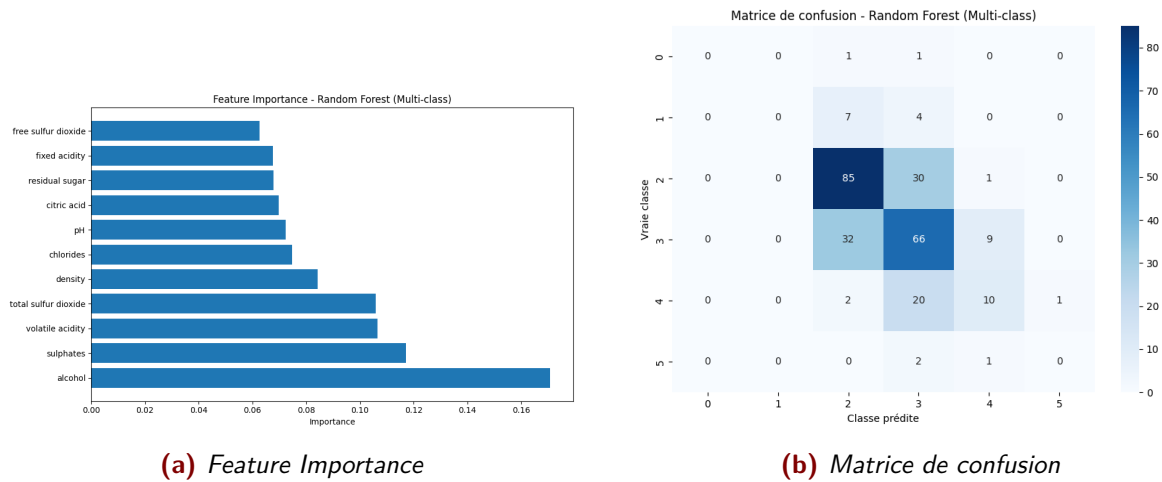 Feature Importance - Random Forest (Multi-class)
free sulfur dioxide
fixed acidity
residual sugar
citric acid
pH
chlorides
density
total sulfur dioxide
volatile acidity
sulphates
alcohol
0.00 0.02 0.04 0.06 0.08 0.10 0.12 0.14 0.16
Importance
(a) Feature Importance
Matrice de confusion - Random Forest (Multi-class)
Vraie classe
0 0 0 1 1 0 0
1 0 0 7 4 0 0
2 0 0 85 30 1 0
3 0 0 32 66 9 0
4 0 0 2 20 10 1
5 0 0 0 2 1 0
0 1 2 3 4 5
Classe prédite
80
70
60
50
40
30
20
10
0
(b) Matrice de confusion